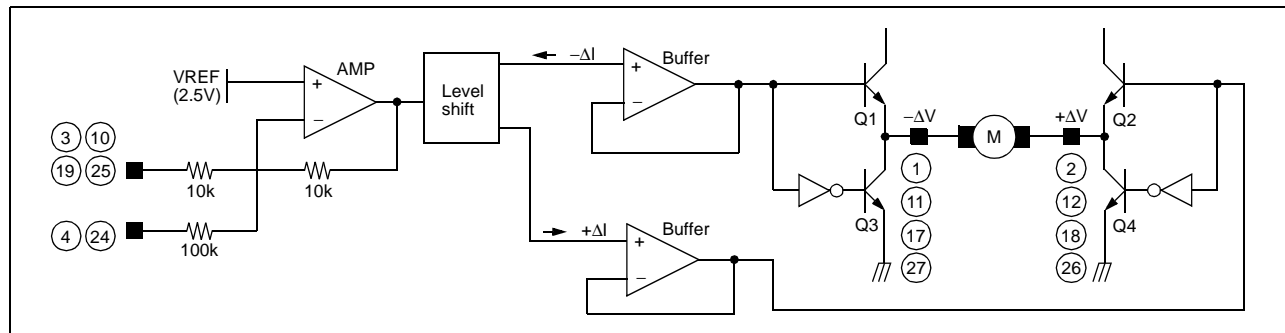 AMP
VREF
(2.5V)
+
−
Level
shift
−ΔI
Buffer
+
−
Q1
−ΔV
M
+ΔV
Q2
3 10
19 25
10k
10k
4 24
100k
+ΔI
Buffer
+
−
Q3
1
11
17
27
2
12
18
26
Q4